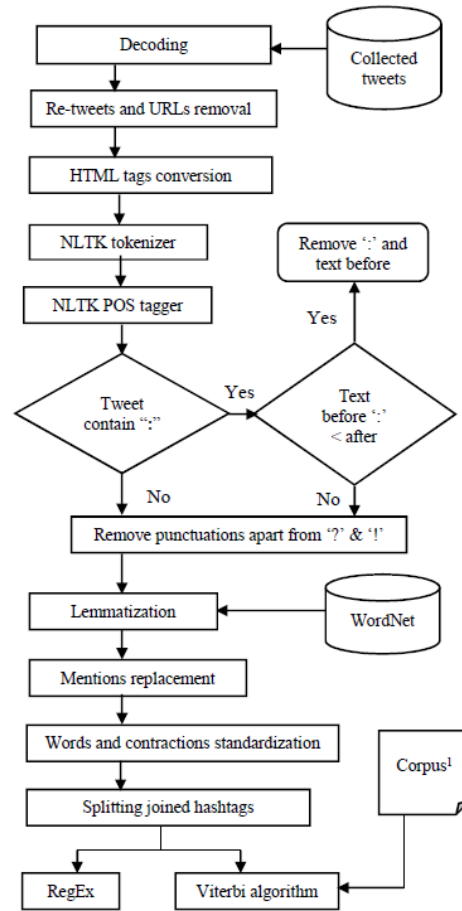 Decoding
Collected
tweets
Re-tweets and URLs removal
HTML tags conversion
NLTK tokenizer
Remove ‘:’ and
text before
NLTK POS tagger
Yes
Tweet
contain “:”
Yes
Text
before ‘:’
< after
No
No
Remove punctuations apart from ‘?’ & ‘!’
Lemmatization
WordNet
Mentions replacement
Words and contractions standardization
Corpus¹
Splitting joined hashtags
RegEx
Viterbi algorithm